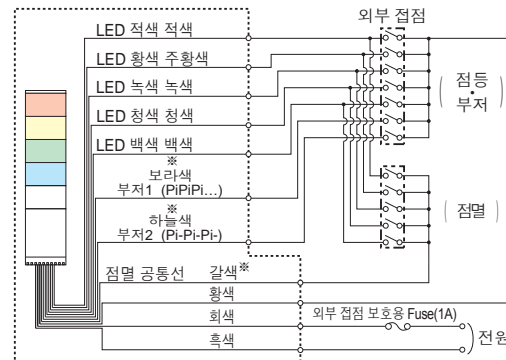 외부 접점
LED 적색 적색
LED 황색 주황색
LED 녹색 녹색
LED 청색 청색
LED 백색 백색
※
보라색
부저1 (PiPiPi…)
※
하늘색
부저2 (Pi-Pi-Pi-)
점멸 공통선 갈색※
황색
회색
흑색
(점등・부저)
(점멸)
외부 접점 보호용 Fuse(1A)
전원